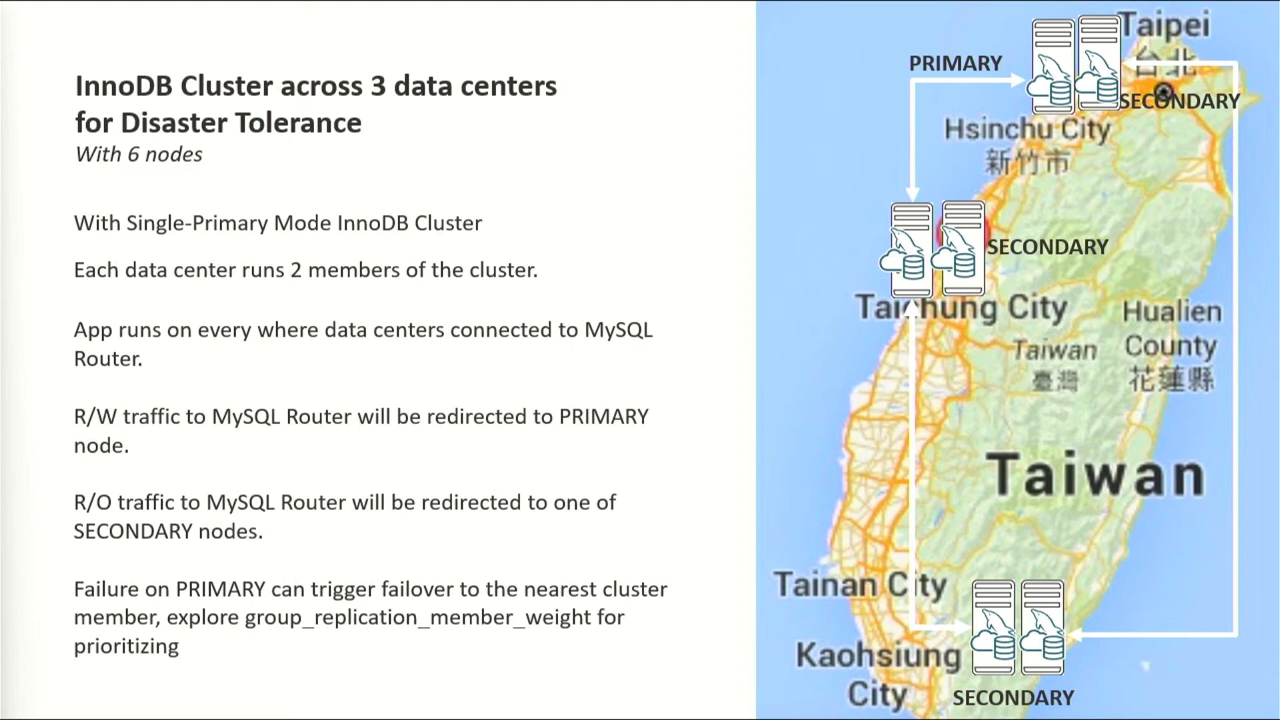 InnoDB Cluster across 3 data centers
for Disaster Tolerance
With 6 nodes
With Single-Primary Mode InnoDB Cluster
Each data center runs 2 members of the cluster.
App runs on every where data centers connected to MySQL
Router.
R/W traffic to MySQL Router will be redirected to PRIMARY
node.
R/O traffic to MySQL Router will be redirected to one of
SECONDARY nodes.
Failure on PRIMARY can trigger failover to the nearest cluster
member, explore group_replication_member_weight for
prioritizing
Taipei
台北
PRIMARY
SECONDARY
Hsinchu City
新竹市
SECONDARY
Taichung City
Hualien
County
花蓮縣
Taiwan
臺灣
Taiwan
Tainan City
Kaohsiung
City
SECONDARY